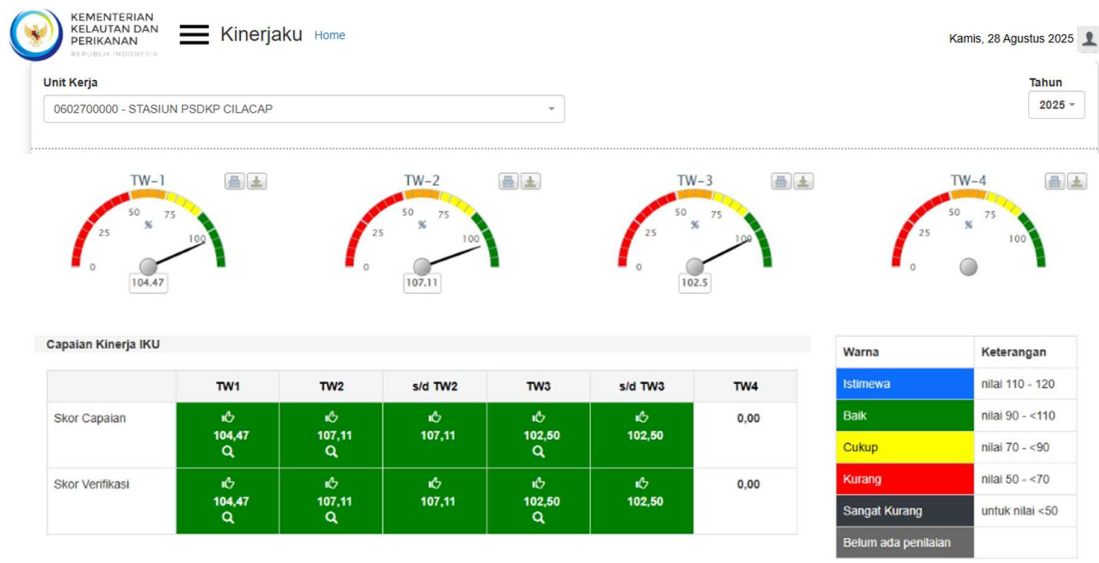 KEMENTERIAN
KELAUTAN DAN
PERIKANAN
REPUBLIK INDONESIA
Kinerjaku Home
Kamis, 28 Agustus 2025
Unit Kerja
Tahun
0602700000 - STASIUN PSDKP CILACAP
2025
TW-1
0 25 50 75 100
%
104.47
TW-2
0 25 50 75 100
%
107.11
TW-3
0 25 50 75 100
%
102.5
TW-4
0 25 50 75 100
%
Capaian Kinerja IKU
TW1 TW2 s/d TW2 TW3 s/d TW3 TW4
Skor Capaian 104,47 107,11 107,11 102,50 102,50 0,00
Skor Verifikasi 104,47 107,11 107,11 102,50 102,50 0,00
Warna Keterangan
Istimewa nilai 110 - 120
Baik nilai 90 - <110
Cukup nilai 70 - <90
Kurang nilai 50 - <70
Sangat Kurang untuk nilai <50
Belum ada penilaian